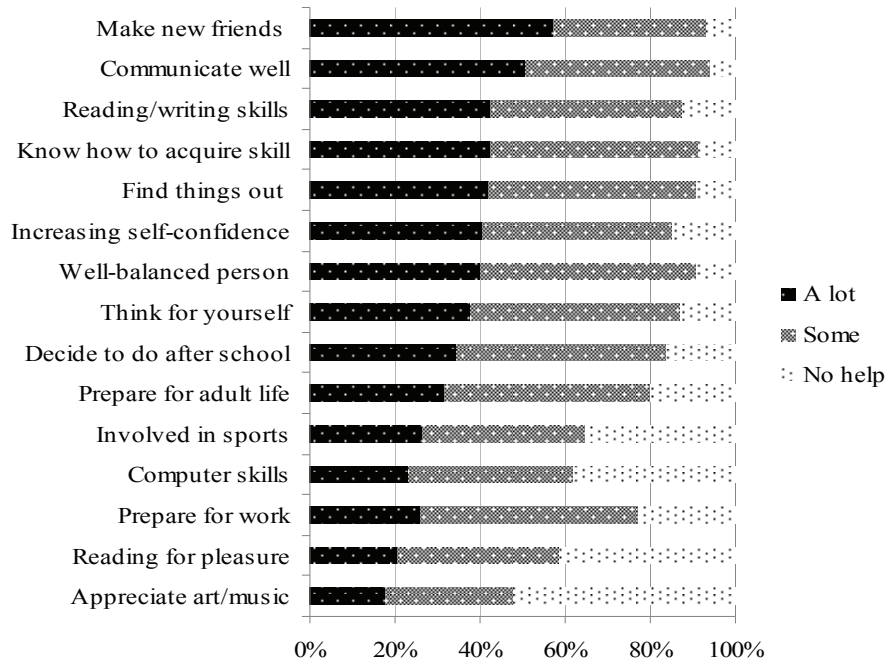 Make new friends
Communicate well
Reading/writing skills
Know how to acquire skill
Find things out
Increasing self-confidence
Well-balanced person
Think for yourself
Decide to do after school
Prepare for adult life
Involved in sports
Computer skills
Prepare for work
Reading for pleasure
Appreciate art/music
0% 20% 40% 60% 80% 100%
A lot
Some
No help